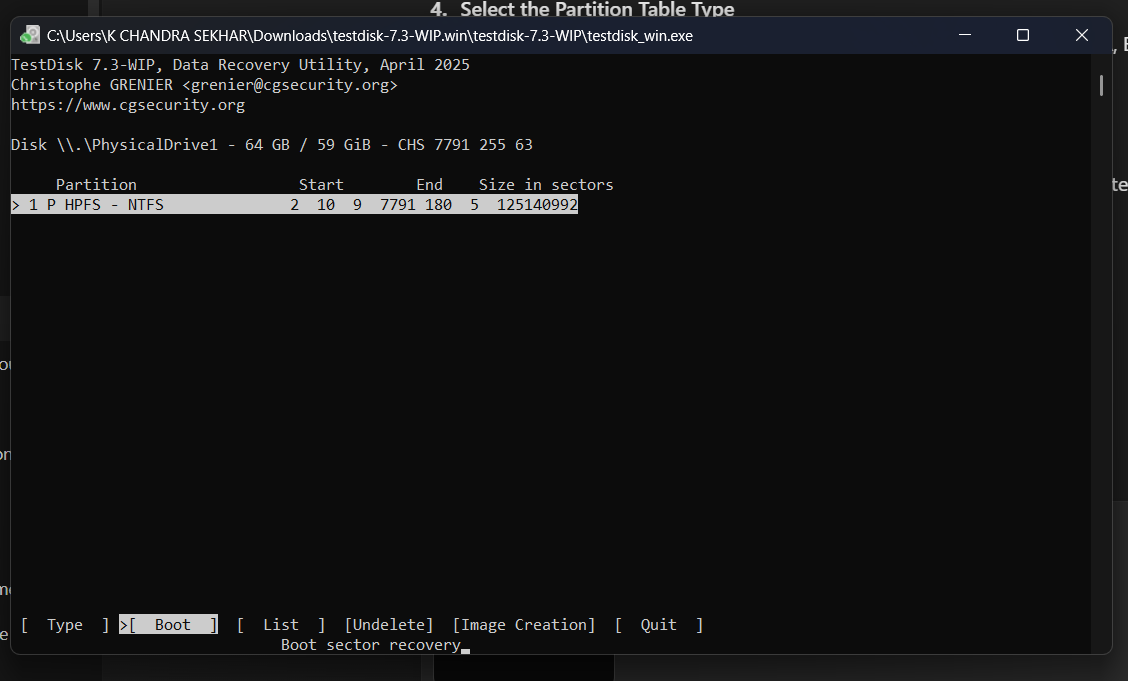 4. Select the Partition Table Type
C:\Users\K CHANDRA SEKHAR\Downloads\testdisk-7.3-WIP.win\testdisk-7.3-WIP\testdisk_win.exe
TestDisk 7.3-WIP, Data Recovery Utility, April 2025
Christophe GRENIER <grenier@cgsecurity.org>
https://www.cgsecurity.org
Disk \\.\PhysicalDrive1 - 64 GB / 59 GiB - CHS 7791 255 63
Partition Start End Size in sectors
> 1 P HPFS - NTFS 2 10 9 7791 180 5 125140992
[ Type ] >[ Boot ] [ List ] [Undelete] [Image Creation] [ Quit ]
Boot sector recovery_